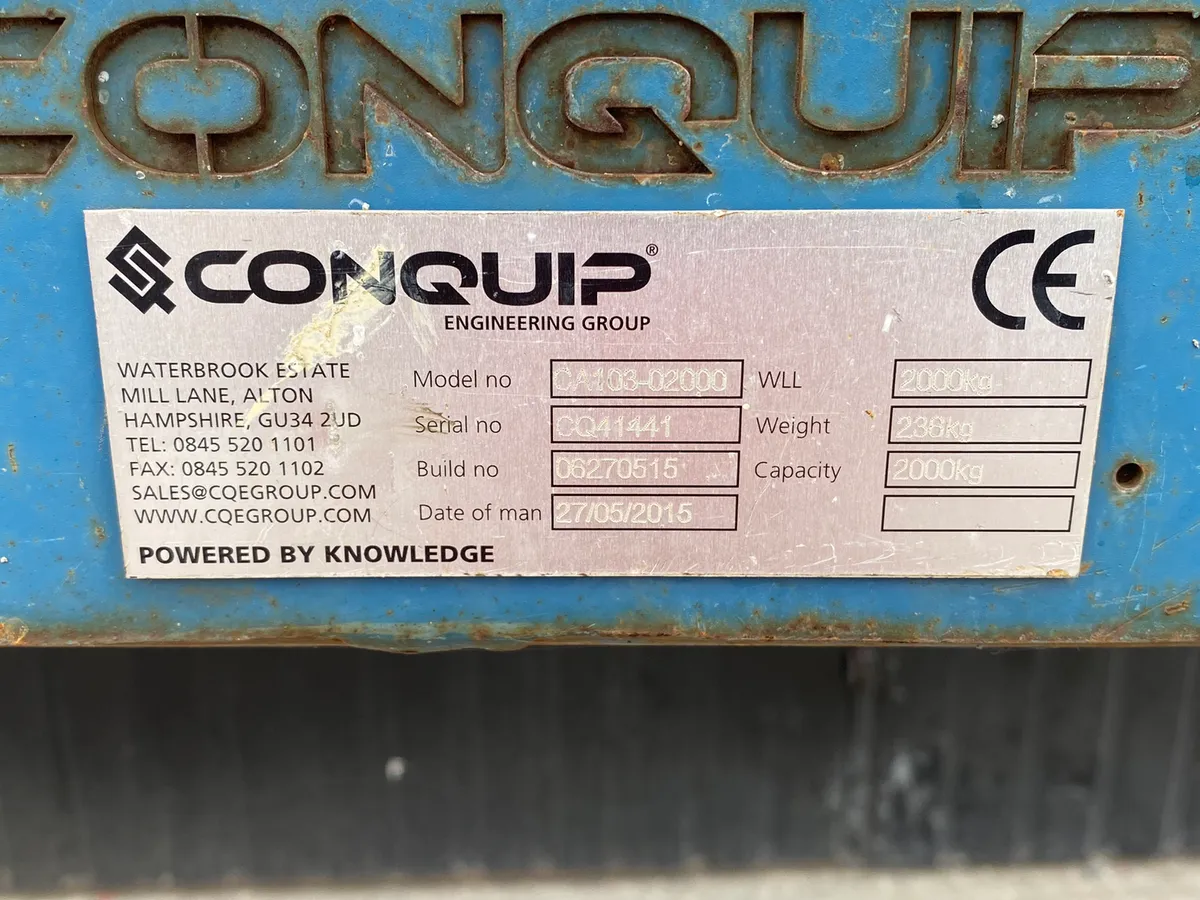 CONQUIP
CONQUIP®
ENGINEERING GROUP
CE
WATERBROOK ESTATE
MILL LANE, ALTON
HAMPSHIRE, GU34 2UD
TEL: 0845 520 1101
FAX: 0845 520 1102
SALES@CQEGROUP.COM
WWW.CQEGROUP.COM
POWERED BY KNOWLEDGE
Model no CA103-02000 WLL 2000kg
Serial no CQ41441 Weight 236kg
Build no 06270515 Capacity 2000kg
Date of man 27/05/2015